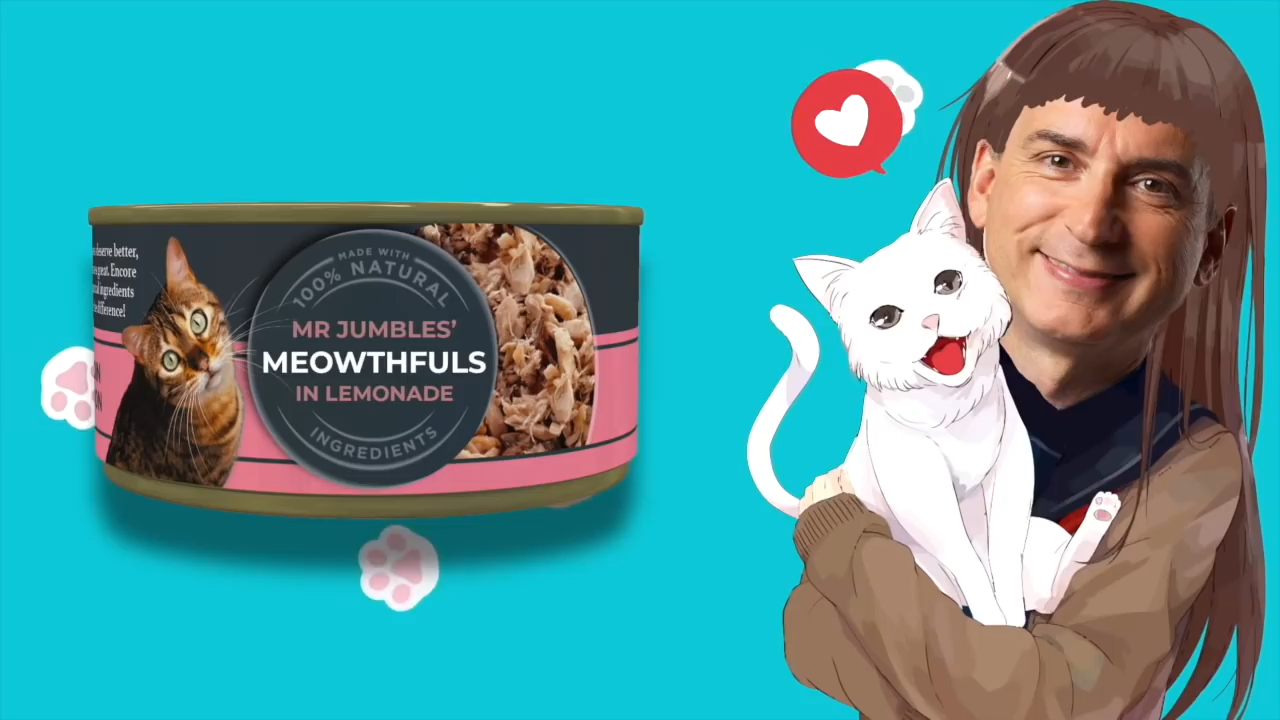 deserve better,
great. Encore
ingredients
difference!
MADE WITH
100% NATURAL
MR JUMBLES’
MEOWTHFULS
IN LEMONADE
INGREDIENTS